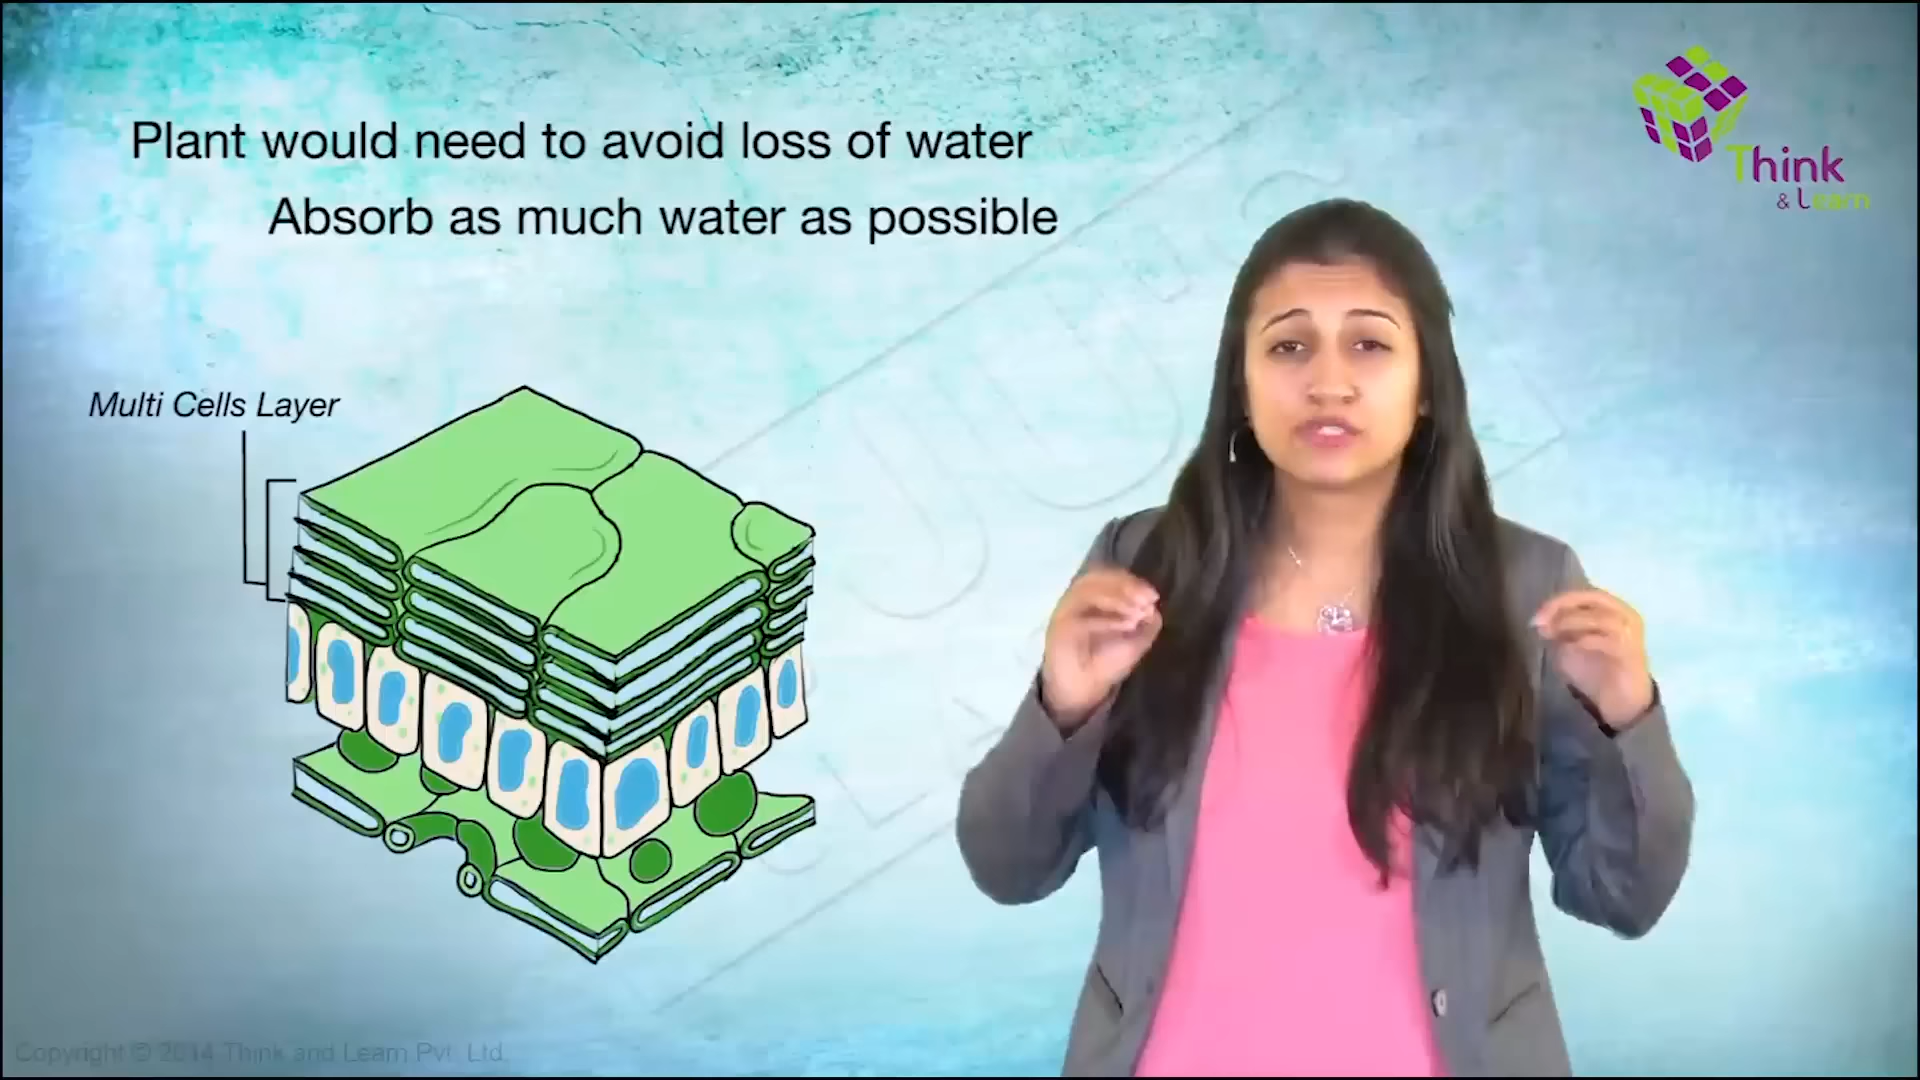 Plant would need to avoid loss of water
Absorb as much water as possible
Think
& Learn
Multi Cells Layer
Copyright © 2014 Think and Learn Pvt. Ltd.